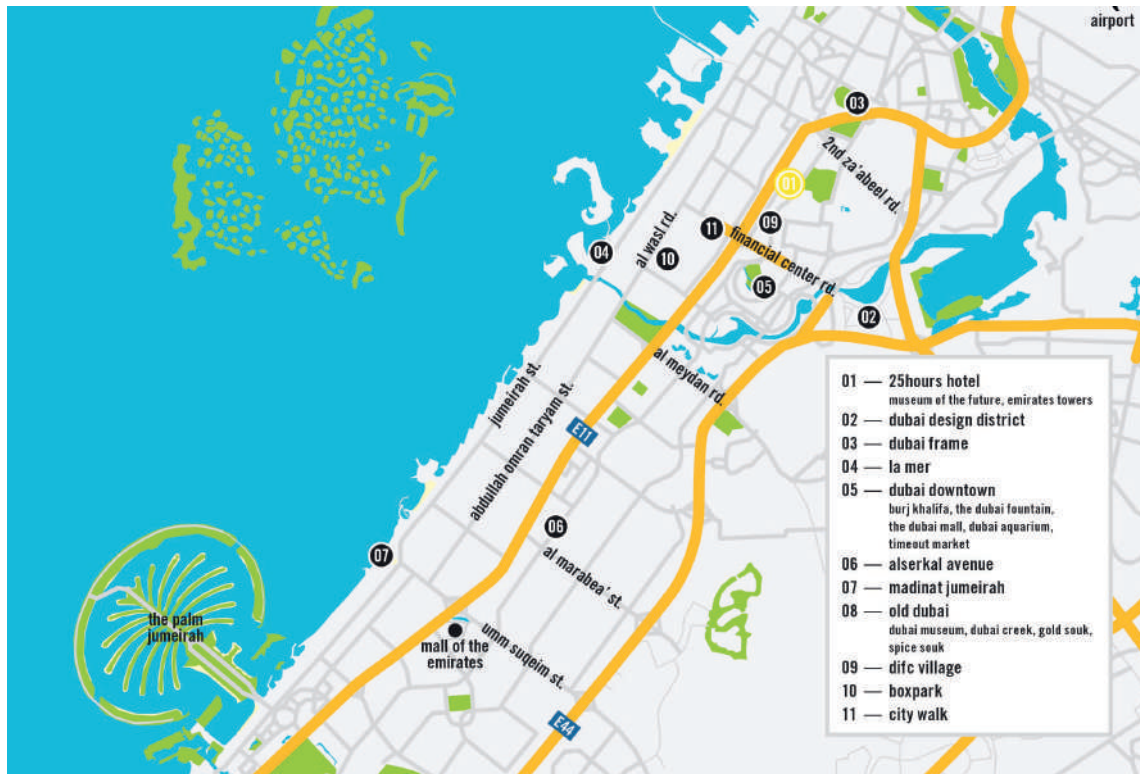 airport
03
2nd za'abeel rd.
01
09
11
financial center rd.
al wasl rd.
04
10
05
02
al meydan rd.
jumeirah st.
abdullah omran taryam st.
E11
06
al marabea' st.
07
the palm
jumeirah
mall of the
emirates
umm suqeim st.
E44
01 — 25hours hotel
museum of the future, emirates towers
02 — dubai design district
03 — dubai frame
04 — la mer
05 — dubai downtown
burj khalifa, the dubai fountain,
the dubai mall, dubai aquarium,
timeout market
06 — alserkal avenue
07 — madinat jumeirah
08 — old dubai
dubai museum, dubai creek, gold souk,
spice souk
09 — difc village
10 — boxpark
11 — city walk